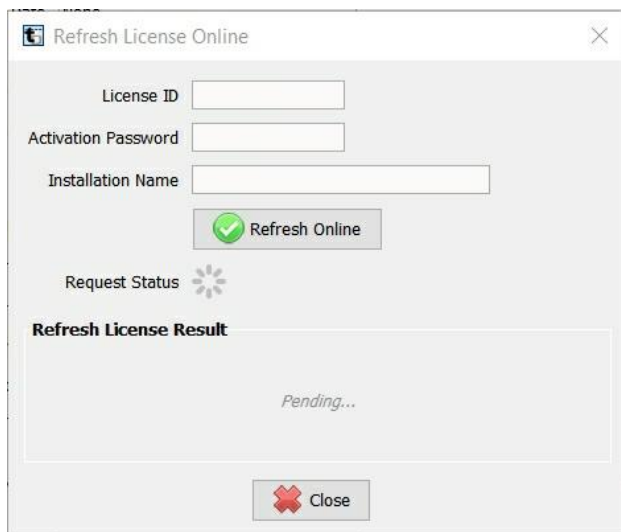 Refresh License Online
License ID
Activation Password
Installation Name
Refresh Online
Request Status
Refresh License Result
Pending...
Close